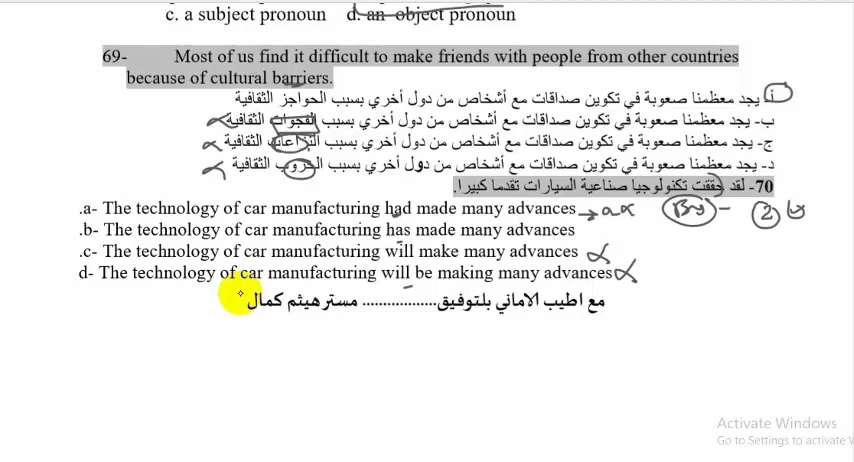 c. a subject pronoun d. an object pronoun
69- Most of us find it difficult to make friends with people from other countries
because of cultural barriers.
أ- يجد معظمنا صعوبة في تكوين صداقات مع أشخاص من دول أخري بسبب الحواجز الثقافية
ب- يجد معظمنا صعوبة في تكوين صداقات مع أشخاص من دول أخري بسبب الفجوات الثقافية
ج- يجد معظمنا صعوبة في تكوين صداقات مع أشخاص من دول أخري بسبب النزاعات الثقافية
د- يجد معظمنا صعوبة في تكوين صداقات مع أشخاص من دول أخري بسبب الحروب الثقافية
70- لقد حققت تكنولوجيا صناعية السيارات تقدما كبيرا.
.a- The technology of car manufacturing had made many advances
.b- The technology of car manufacturing has made many advances
.c- The technology of car manufacturing will make many advances
d- The technology of car manufacturing will be making many advances
مع اطيب الاماني بلتوفيق.................. مستر هيثم كمال
Activate Windows
Go to Settings to activate W